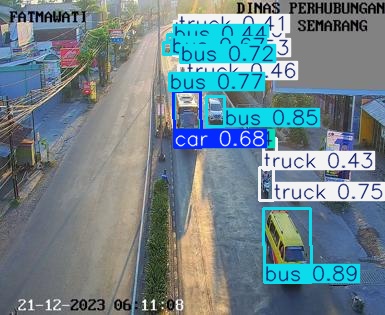 FATMAWATI
DINAS PERHUBUNGAN
SEMARANG
truck 0.41
bus 0.44
bus 0.72
truck 0.46
bus 0.77
bus 0.85
car 0.68
truck 0.43
truck 0.75
bus 0.89
21-12-2023 06:11:08